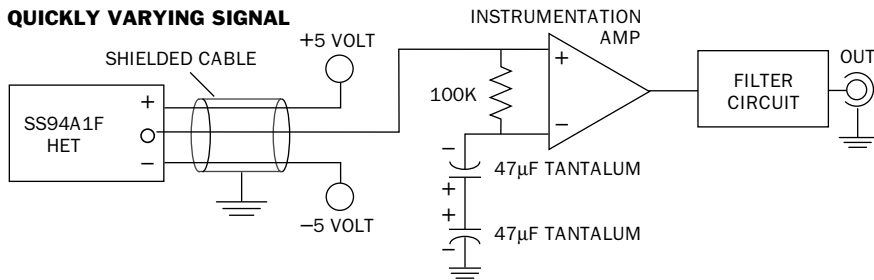 QUICKLY VARYING SIGNAL
INSTRUMENTATION
AMP
+5 VOLT
SHIELDED CABLE
OUT
SS94A1F
HET
+
O
−
100K
+
−
FILTER
CIRCUIT
−
47µF TANTALUM
+
−5 VOLT
+
47µF TANTALUM
−